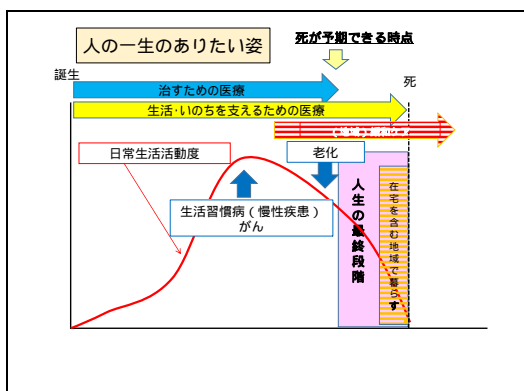 人の一生のありたい姿
死が予期できる時点
誕生
死
治すための医療
生活・いのちを支えるための医療
日常生活活動度
老化
生活習慣病（慢性疾患）
がん
人生の最終段階
在宅を含む地域で暮らす